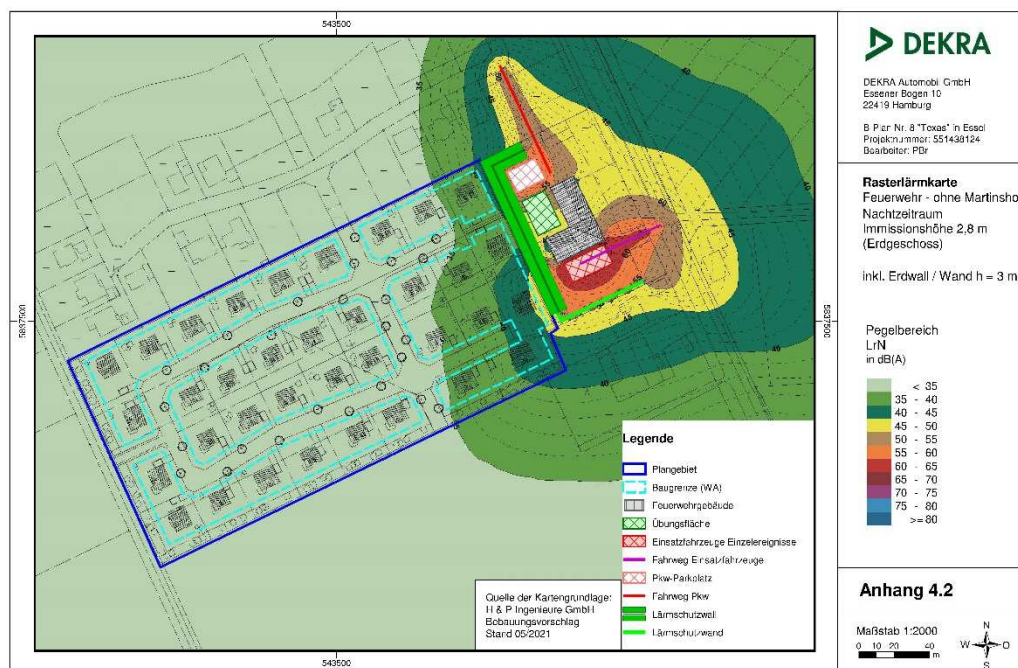 543500
DEKRA
DEKRA Automobil GmbH
Essener Bogen 10
22419 Hamburg
B Plan Nr. 8 "Texas" in Essel
Projektnummer: 551438124
Bearbeiter: PBr
Rasterlärmkarte
Feuerwehr - ohne Martinsho
Nachtzeitraum
Immissionshöhe 2,8 m
(Erdgeschoss)
inkl. Erdwall / Wand h = 3 m
5837500
5837500
Pegelbereich
LrN
in dB(A)
< 35
35 - 40
40 - 45
45 - 50
50 - 55
55 - 60
60 - 65
65 - 70
70 - 75
75 - 80
>= 80
Legende
Plangebiet
Baugrenze (WA)
Feuerwehrgebäude
Übungsfläche
Einsatzfahrzeuge Einzelereignisse
Fahrweg Einsatzfahrzeuge
Pkw-Parkplatz
Fahrweg Pkw
Lärmschutzwall
Lärmschutzwand
Quelle der Kartengrundlage:
H & P Ingenieure GmbH
Bebauungsvorschlag
Stand 05/2021
543500
Anhang 4.2
Maßstab 1:2000
0 10 20 40
m
N
W O
S